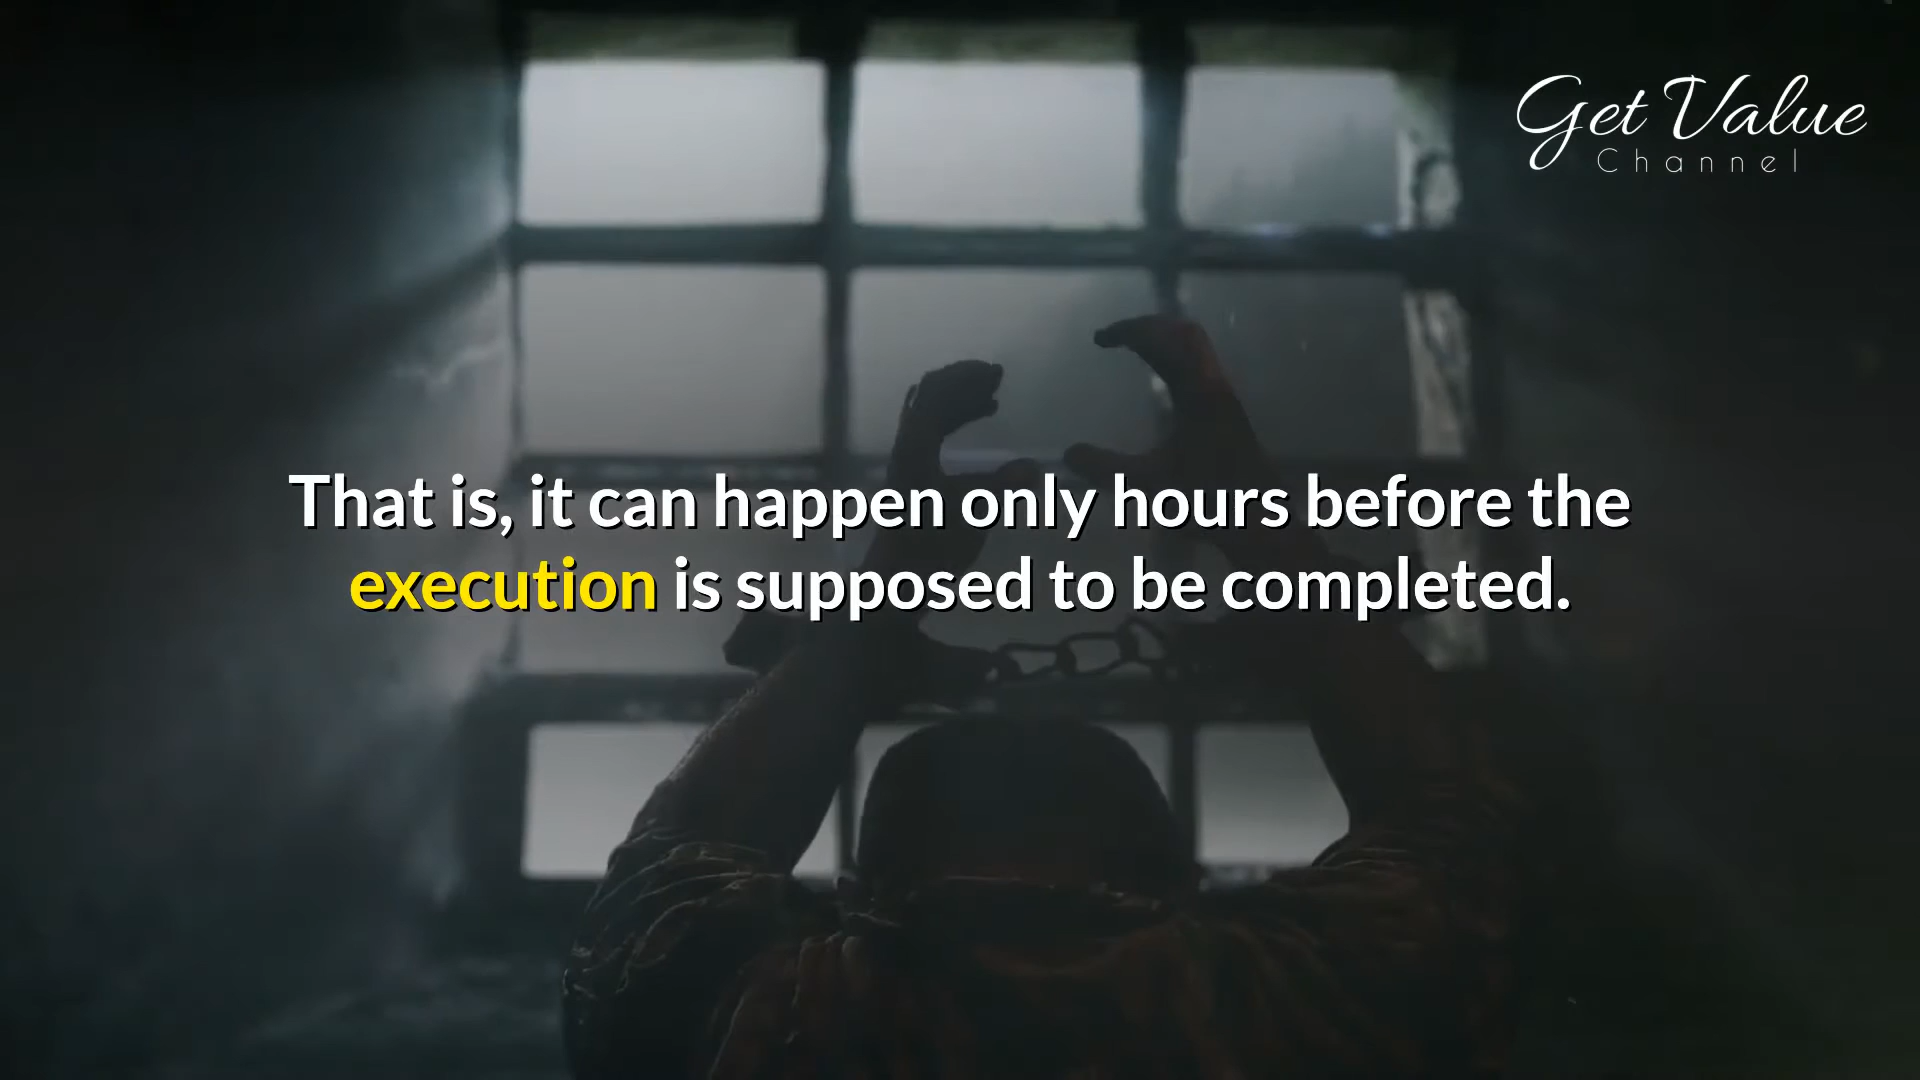 Get Value
Channel
That is, it can happen only hours before the
execution is supposed to be completed.